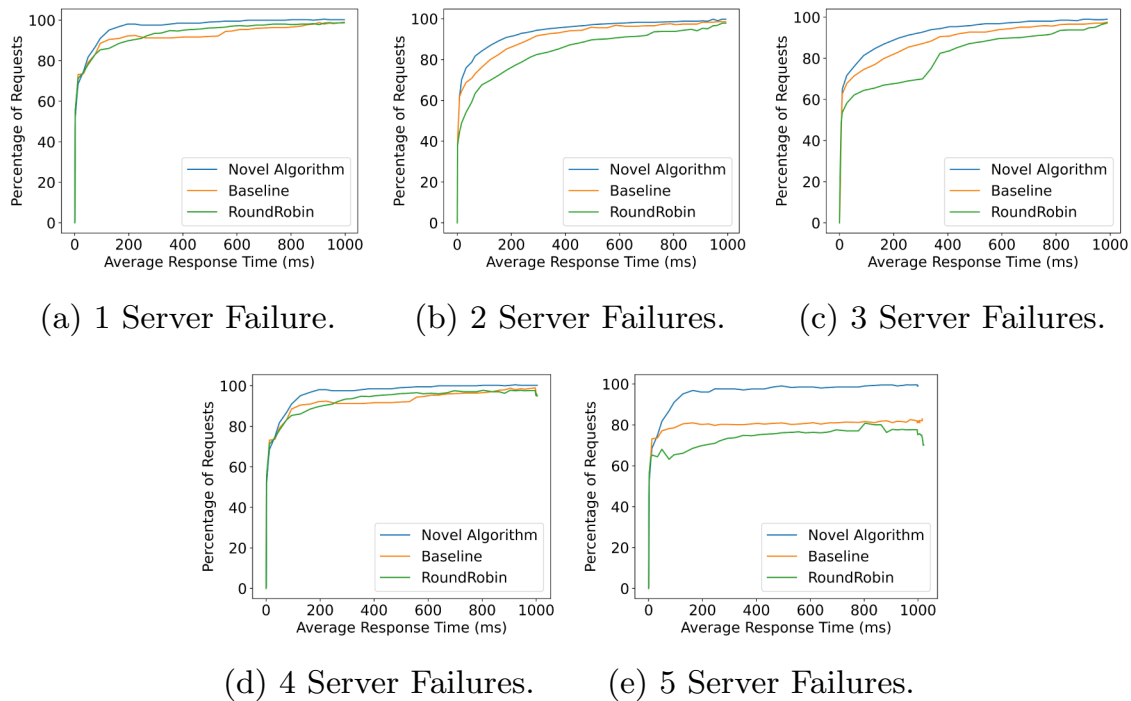 Percentage of Requests
100
80
60
40
20
0
Novel Algorithm
Baseline
RoundRobin
0 200 400 600 800 1000
Average Response Time (ms)
(a) 1 Server Failure.
Percentage of Requests
100
80
60
40
20
0
Novel Algorithm
Baseline
RoundRobin
0 200 400 600 800 1000
Average Response Time (ms)
(b) 2 Server Failures.
Percentage of Requests
100
80
60
40
20
0
Novel Algorithm
Baseline
RoundRobin
0 200 400 600 800 1000
Average Response Time (ms)
(c) 3 Server Failures.
Percentage of Requests
100
80
60
40
20
0
Novel Algorithm
Baseline
RoundRobin
0 200 400 600 800 1000
Average Response Time (ms)
(d) 4 Server Failures.
Percentage of Requests
100
80
60
40
20
0
Novel Algorithm
Baseline
RoundRobin
0 200 400 600 800 1000
Average Response Time (ms)
(e) 5 Server Failures.